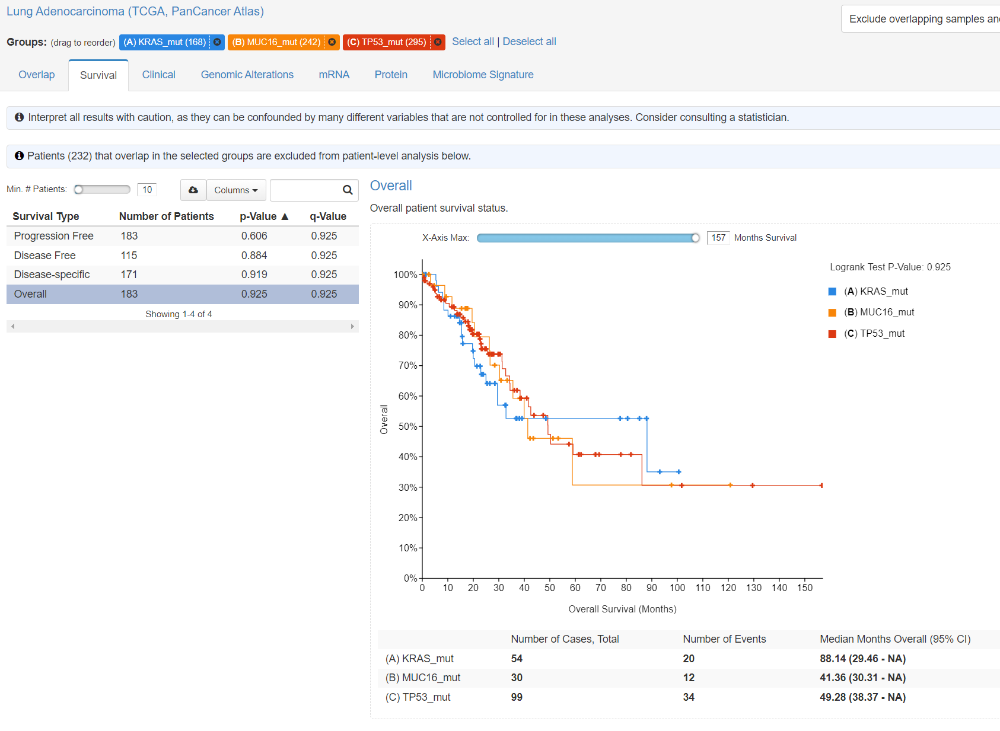 Lung Adenocarcinoma (TCGA, PanCancer Atlas)
Exclude overlapping samples an
Groups: (drag to reorder) (A) KRAS_mut (168) (B) MUC16_mut (242) (C) TP53_mut (295) Select all | Deselect all
Overlap Survival Clinical Genomic Alterations mRNA Protein Microbiome Signature
Interpret all results with caution, as they can be confounded by many different variables that are not controlled for in these analyses. Consider consulting a statistician.
Patients (232) that overlap in the selected groups are excluded from patient-level analysis below.
Min. # Patients: 10 Columns
Survival Type Number of Patients p-Value ▲ q-Value
Progression Free 183 0.606 0.925
Disease Free 115 0.884 0.925
Disease-specific 171 0.919 0.925
Overall 183 0.925 0.925
Showing 1-4 of 4
Overall
Overall patient survival status.
X-Axis Max: 157 Months Survival
Logrank Test P-Value: 0.925
(A) KRAS_mut
(B) MUC16_mut
(C) TP53_mut
100%
90%
80%
70%
60%
50%
40%
30%
20%
10%
0%
Overall
0 10 20 30 40 50 60 70 80 90 100 110 120 130 140 150
Overall Survival (Months)
Number of Cases, Total Number of Events Median Months Overall (95% CI)
(A) KRAS_mut 54 20 88.14 (29.46 - NA)
(B) MUC16_mut 30 12 41.36 (30.31 - NA)
(C) TP53_mut 99 34 49.28 (38.37 - NA)